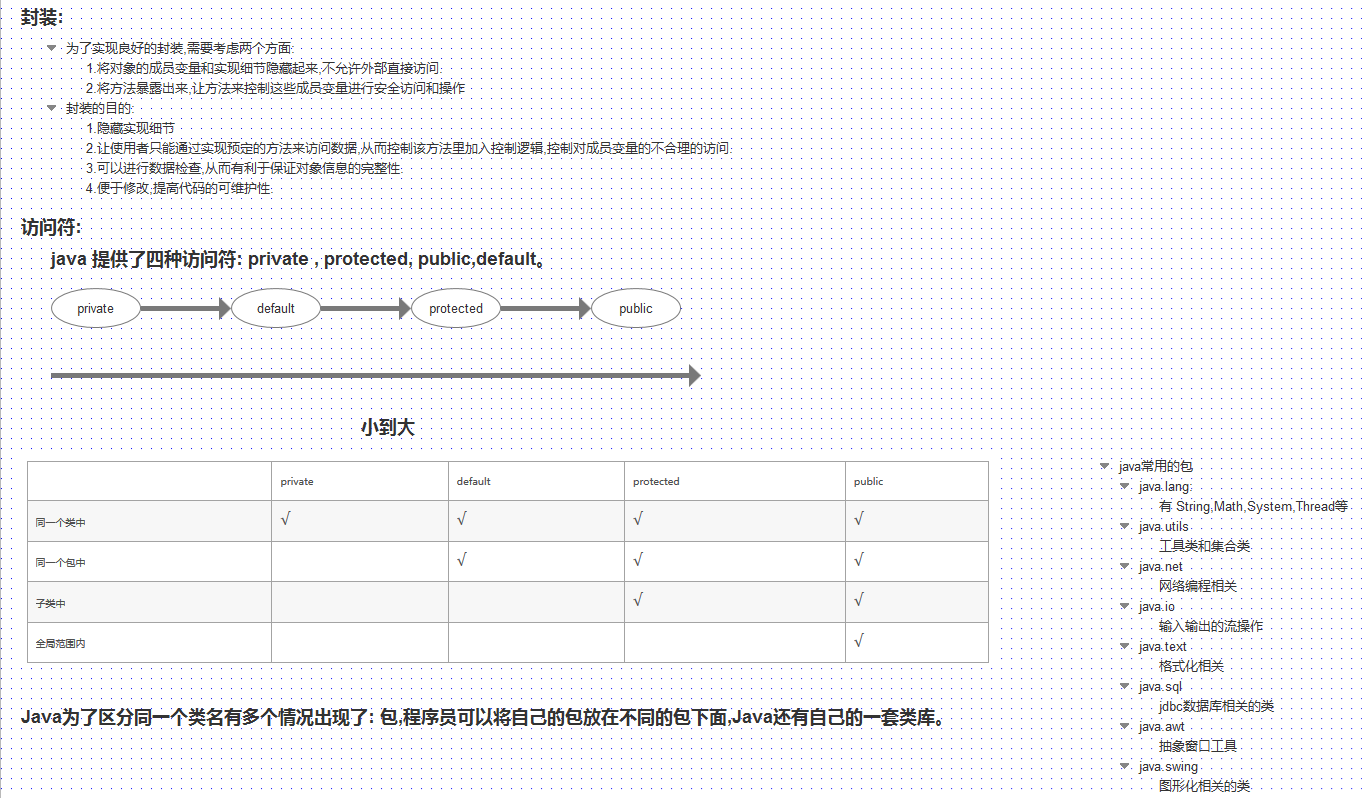 封装:
为了实现良好的封装,需要考虑两个方面:
1.将对象的成员变量和实现细节隐藏起来,不允许外部直接访问.
2.将方法暴露出来,让方法来控制这些成员变量进行安全访问和操作
封装的目的:
1.隐藏实现细节
2.让使用者只能通过实现预定的方法来访问数据,从而控制该方法里加入控制逻辑,控制对成员变量的不合理的访问.
3.可以进行数据检查,从而有利于保证对象信息的完整性.
4.便于修改,提高代码的可维护性.
访问符:
java 提供了四种访问符: private , protected, public,default。
private default protected public
小到大
private default protected public
同一个类中 √ √ √ √
同一个包中 √ √ √
子类中 √ √
全局范围内 √
Java为了区分同一个类名有多个情况出现了: 包,程序员可以将自己的包放在不同的包下面,Java还有自己的一套类库。
java常用的包
java.lang:
有 String,Math,System,Thread等
java.utils
工具类和集合类
java.net
网络编程相关
java.io
输入输出的流操作
java.text
格式化相关
java.sql
jdbc数据库相关的类
java.awt
抽象窗口工具
java.swing
图形化相关的类